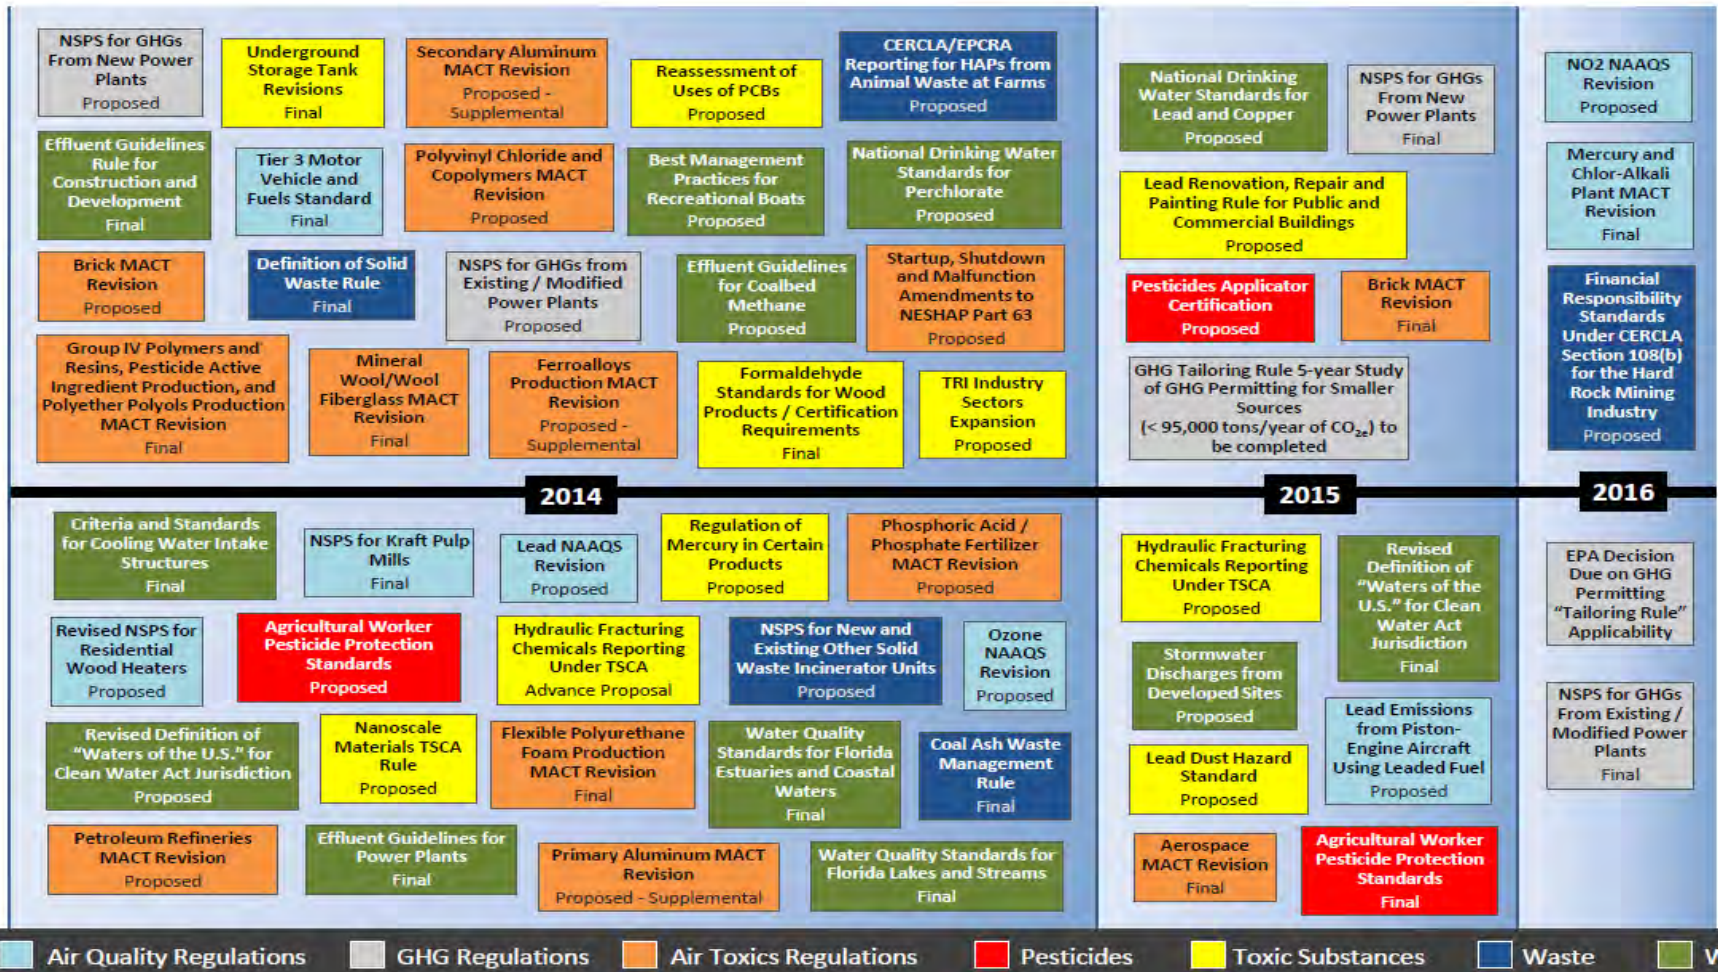 NSPS for GHGs
From New Power
Plants
Proposed
Underground
Storage Tank
Revisions
Final
Secondary Aluminum
MACT Revision
Proposed -
Supplemental
Reassessment of
Uses of PCBs
Proposed
CERCLA/EPCRA
Reporting for HAPs from
Animal Waste at Farms
Proposed
Effluent Guidelines
Rule for
Construction and
Development
Final
Tier 3 Motor
Vehicle and
Fuels Standard
Final
Polyvinyl Chloride and
Copolymers MACT
Revision
Proposed
Best Management
Practices for
Recreational Boats
Proposed
National Drinking Water
Standards for
Perchlorate
Proposed
Brick MACT
Revision
Proposed
Definition of Solid
Waste Rule
Final
NSPS for GHGs from
Existing / Modified
Power Plants
Proposed
Effluent Guidelines
for Coalbed
Methane
Proposed
Startup, Shutdown
and Malfunction
Amendments to
NESHAP Part 63
Proposed
Group IV Polymers and
Resins, Pesticide Active
Ingredient Production, and
Polyether Polyols Production
MACT Revision
Final
Mineral
Wool/Wool
Fiberglass MACT
Revision
Final
Ferroalloys
Production MACT
Revision
Proposed -
Supplemental
Formaldehyde
Standards for Wood
Products / Certification
Requirements
Final
TRI Industry
Sectors
Expansion
Proposed
National Drinking
Water Standards for
Lead and Copper
Proposed
NSPS for GHGs
From New
Power Plants
Final
Lead Renovation, Repair and
Painting Rule for Public and
Commercial Buildings
Proposed
Pesticides Applicator
Certification
Proposed
Brick MACT
Revision
Final
GHG Tailoring Rule 5-year Study
of GHG Permitting for Smaller
Sources
(< 95,000 tons/year of CO2e) to
be completed
NO2 NAAQS
Revision
Proposed
Mercury and
Chlor-Alkali
Plant MACT
Revision
Final
Financial
Responsibility
Standards
Under CERCLA
Section 108(b)
for the Hard
Rock Mining
Industry
Proposed
2014
2015
2016
Criteria and Standards
for Cooling Water Intake
Structures
Final
NSPS for Kraft Pulp
Mills
Final
Lead NAAQS
Revision
Proposed
Regulation of
Mercury in Certain
Products
Proposed
Phosphoric Acid /
Phosphate Fertilizer
MACT Revision
Proposed
Revised NSPS for
Residential
Wood Heaters
Proposed
Agricultural Worker
Pesticide Protection
Standards
Proposed
Hydraulic Fracturing
Chemicals Reporting
Under TSCA
Advance Proposal
NSPS for New and
Existing Other Solid
Waste Incinerator Units
Proposed
Ozone
NAAQS
Revision
Proposed
Revised Definition of
"Waters of the U.S." for
Clean Water Act Jurisdiction
Proposed
Nanoscale
Materials TSCA
Rule
Proposed
Flexible Polyurethane
Foam Production
MACT Revision
Final
Water Quality
Standards for Florida
Estuaries and Coastal
Waters
Final
Coal Ash Waste
Management
Rule
Final
Petroleum Refineries
MACT Revision
Proposed
Effluent Guidelines for
Power Plants
Final
Primary Aluminum MACT
Revision
Proposed - Supplemental
Water Quality Standards for
Florida Lakes and Streams
Final
Hydraulic Fracturing
Chemicals Reporting
Under TSCA
Proposed
Revised
Definition of
"Waters of the
U.S." for Clean
Water Act
Jurisdiction
Final
Stormwater
Discharges from
Developed Sites
Proposed
Lead Emissions
from Piston-
Engine Aircraft
Using Leaded Fuel
Proposed
Lead Dust Hazard
Standard
Proposed
Aerospace
MACT Revision
Final
Agricultural Worker
Pesticide Protection
Standards
Final
EPA Decision
Due on GHG
Permitting
"Tailoring Rule"
Applicability
NSPS for GHGs
From Existing /
Modified Power
Plants
Final
Air Quality Regulations
GHG Regulations
Air Toxics Regulations
Pesticides
Toxic Substances
Waste